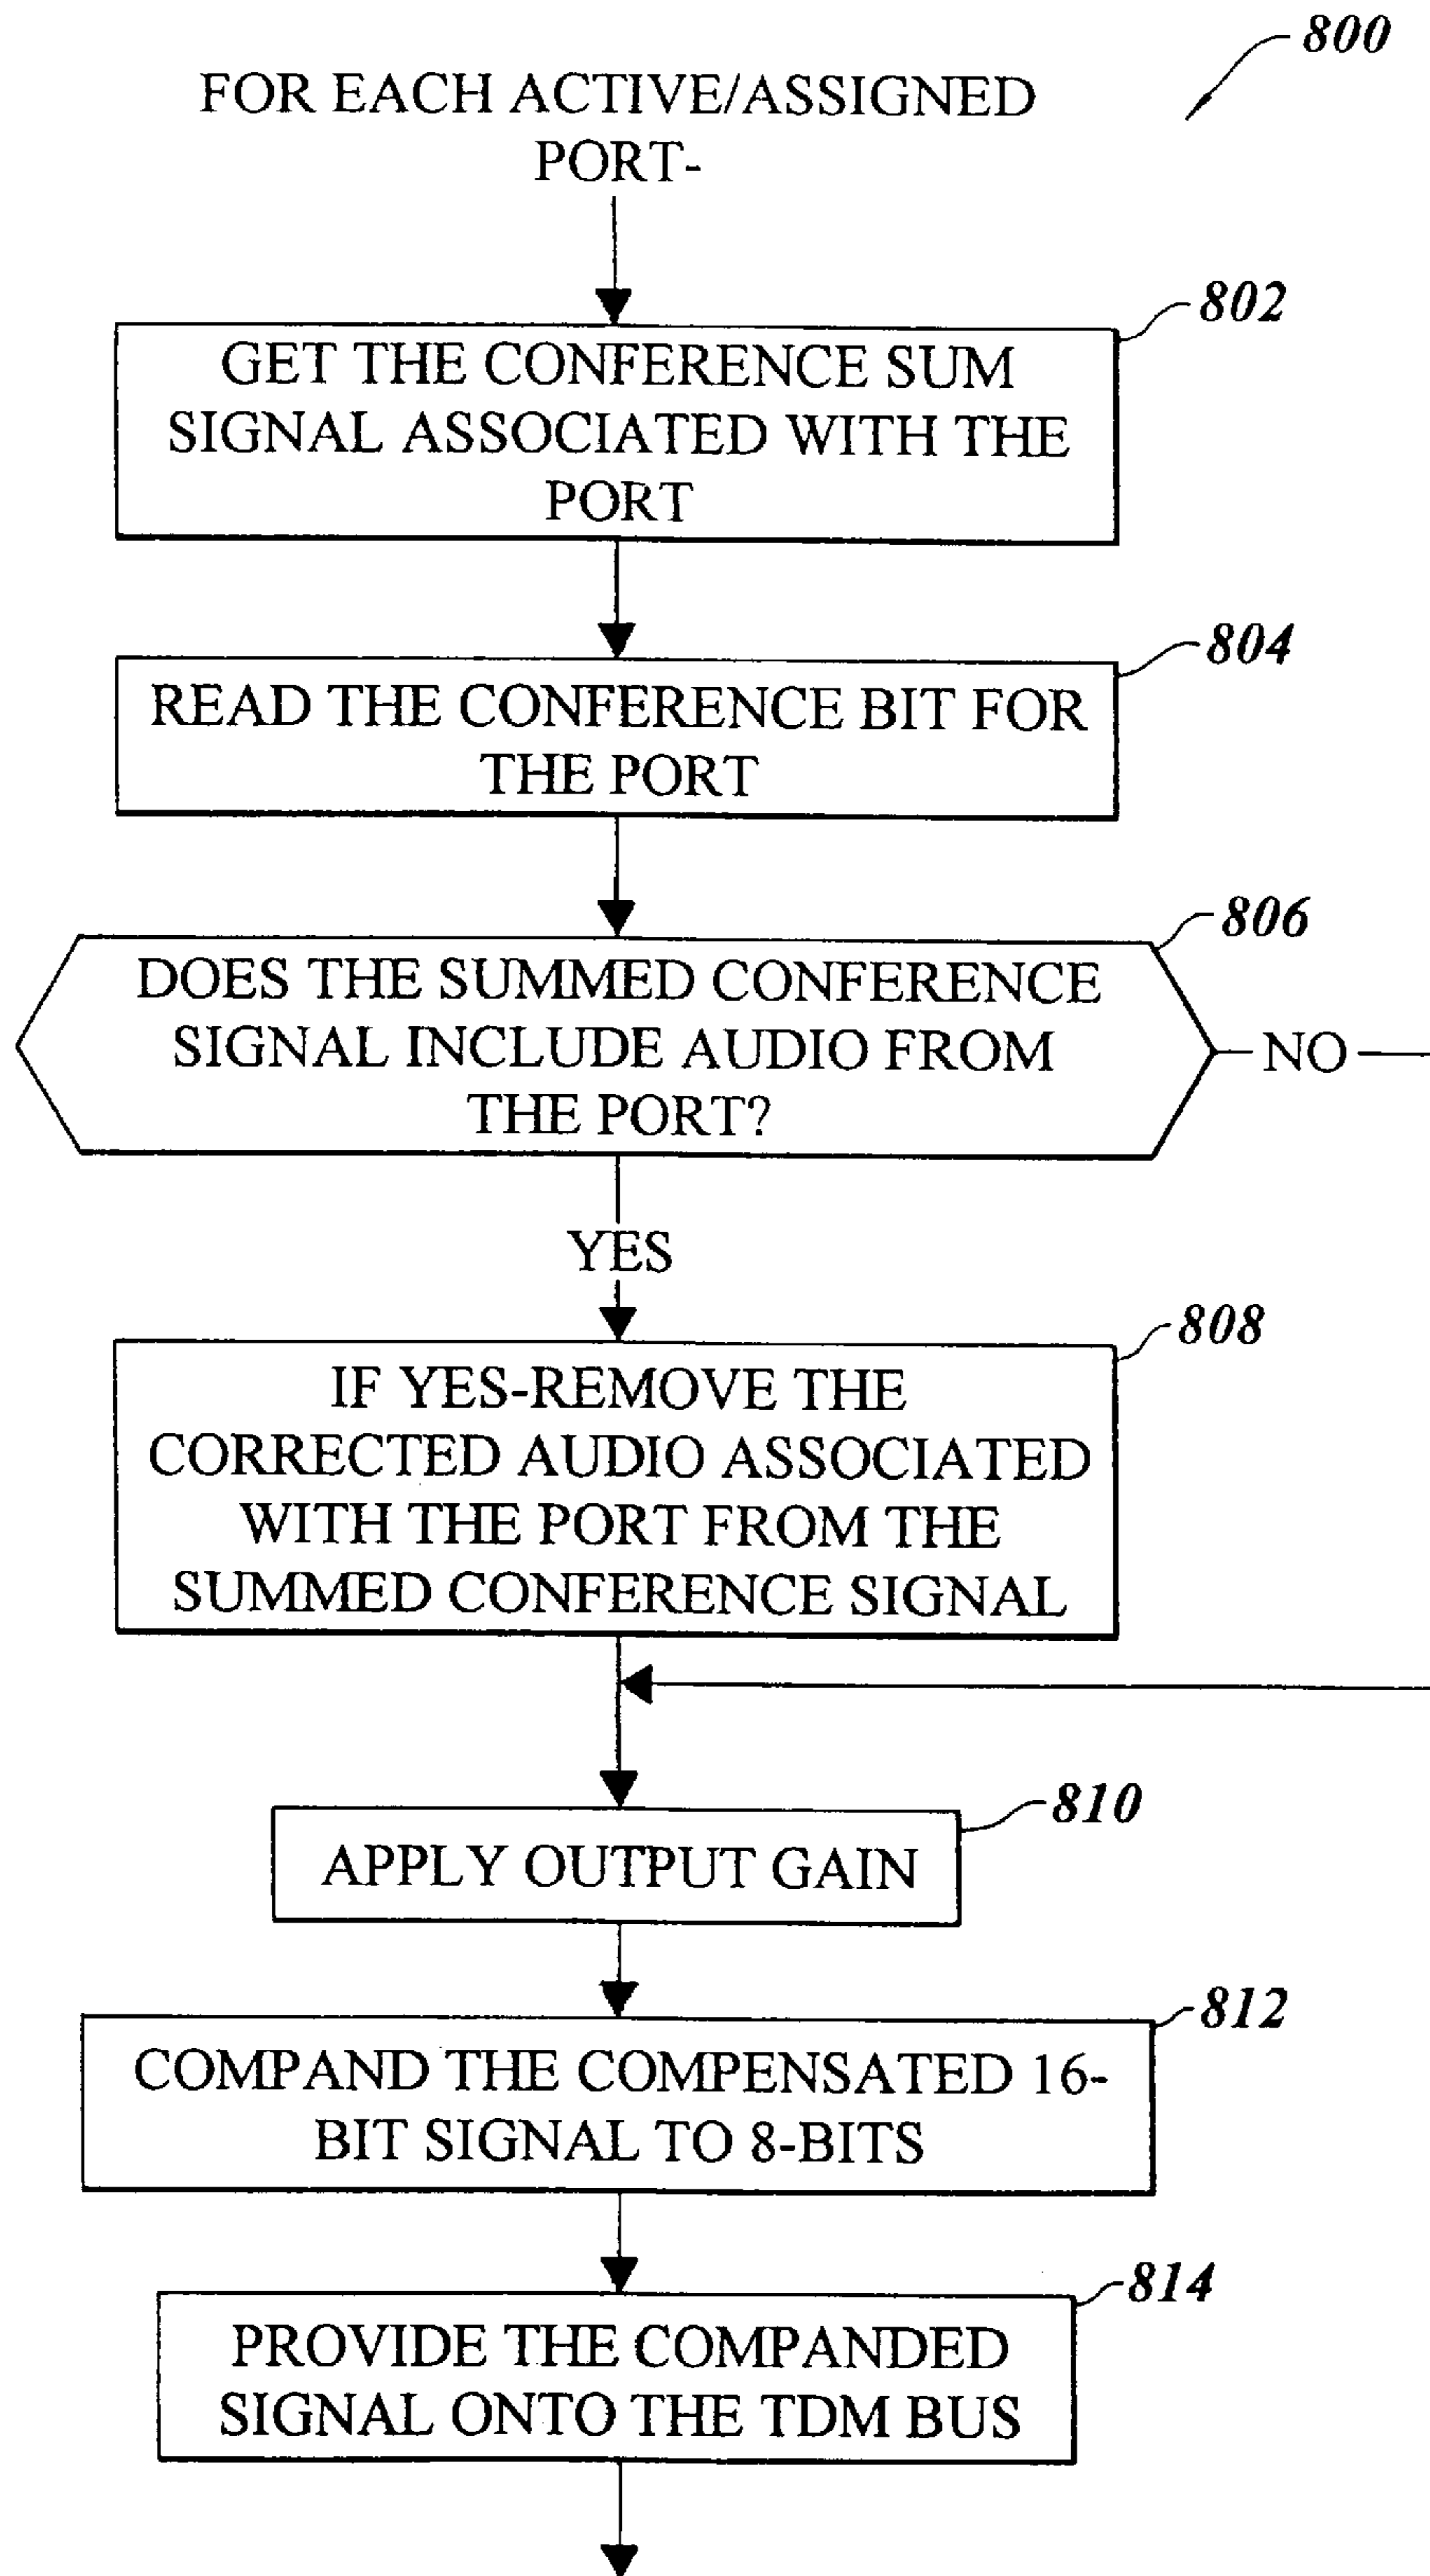 800
FOR EACH ACTIVE/ASSIGNED
PORT-
802
GET THE CONFERENCE SUM
SIGNAL ASSOCIATED WITH THE
PORT
804
READ THE CONFERENCE BIT FOR
THE PORT
806
DOES THE SUMMED CONFERENCE
SIGNAL INCLUDE AUDIO FROM
THE PORT?
NO
YES
808
IF YES-REMOVE THE
CORRECTED AUDIO ASSOCIATED
WITH THE PORT FROM THE
SUMMED CONFERENCE SIGNAL
810
APPLY OUTPUT GAIN
812
COMPAND THE COMPENSATED 16-
BIT SIGNAL TO 8-BITS
814
PROVIDE THE COMPANDED
SIGNAL ONTO THE TDM BUS